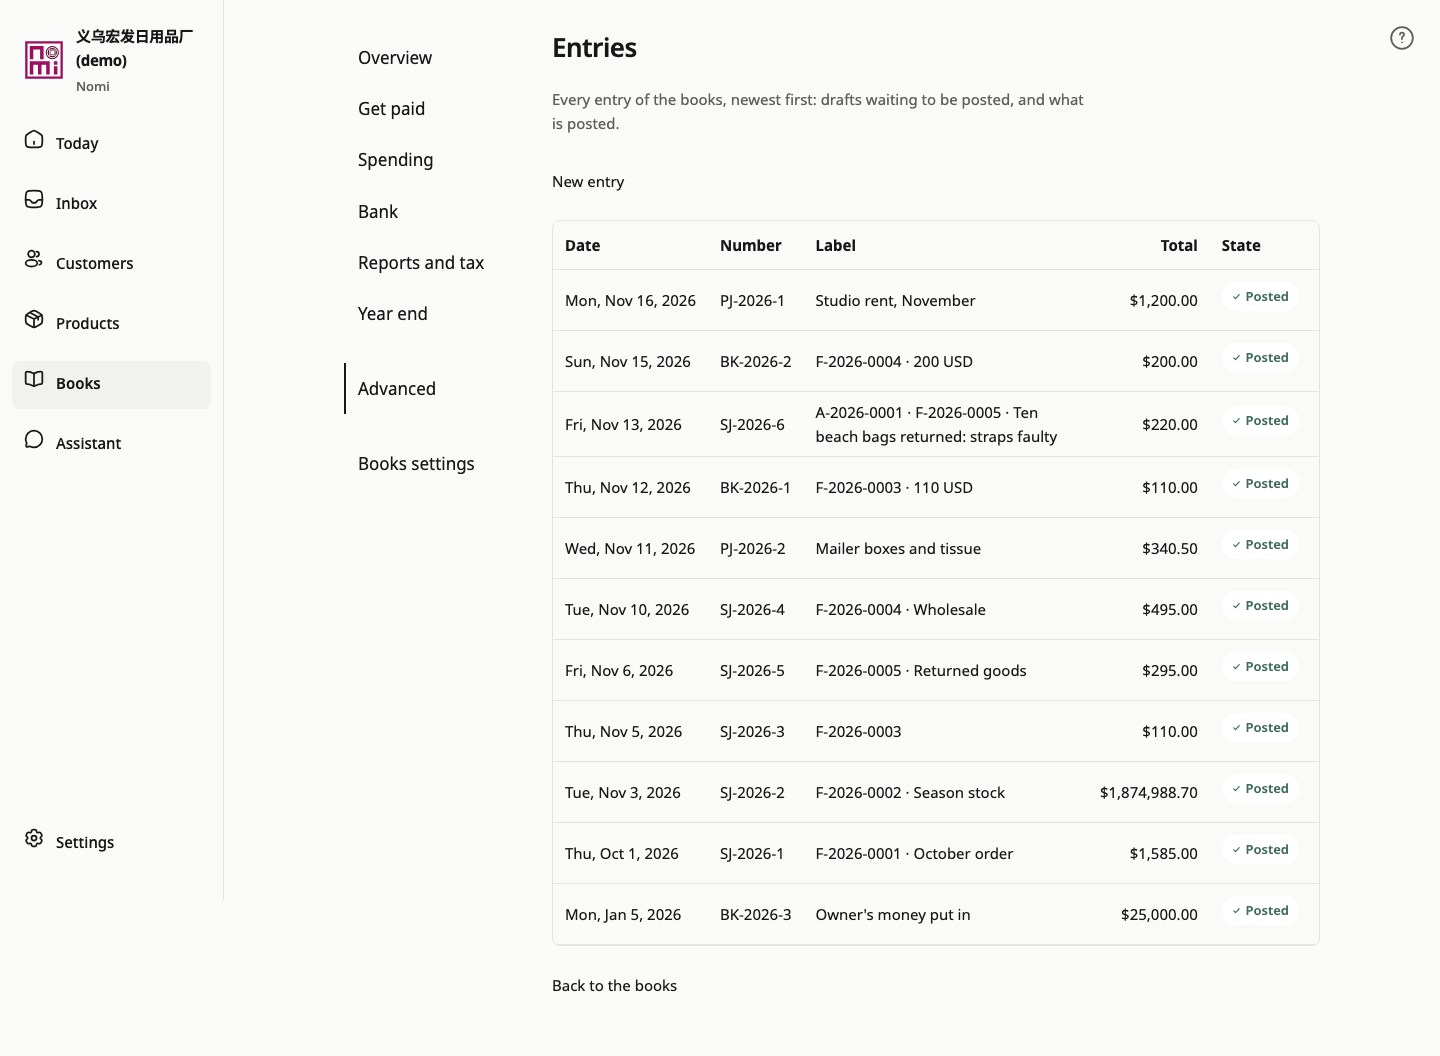 义乌宏发日用品厂
(demo)
Nomi
Today
Inbox
Customers
Products
Books
Assistant
Settings
Overview
Get paid
Spending
Bank
Reports and tax
Year end
Advanced
Books settings
Entries
Every entry of the books, newest first: drafts waiting to be posted, and what
is posted.
New entry
Date Number Label Total State
Mon, Nov 16, 2026 PJ-2026-1 Studio rent, November $1,200.00 Posted
Sun, Nov 15, 2026 BK-2026-2 F-2026-0004 · 200 USD $200.00 Posted
Fri, Nov 13, 2026 SJ-2026-6 A-2026-0001 · F-2026-0005 · Ten
beach bags returned: straps faulty $220.00 Posted
Thu, Nov 12, 2026 BK-2026-1 F-2026-0003 · 110 USD $110.00 Posted
Wed, Nov 11, 2026 PJ-2026-2 Mailer boxes and tissue $340.50 Posted
Tue, Nov 10, 2026 SJ-2026-4 F-2026-0004 · Wholesale $495.00 Posted
Fri, Nov 6, 2026 SJ-2026-5 F-2026-0005 · Returned goods $295.00 Posted
Thu, Nov 5, 2026 SJ-2026-3 F-2026-0003 $110.00 Posted
Tue, Nov 3, 2026 SJ-2026-2 F-2026-0002 · Season stock $1,874,988.70 Posted
Thu, Oct 1, 2026 SJ-2026-1 F-2026-0001 · October order $1,585.00 Posted
Mon, Jan 5, 2026 BK-2026-3 Owner's money put in $25,000.00 Posted
Back to the books